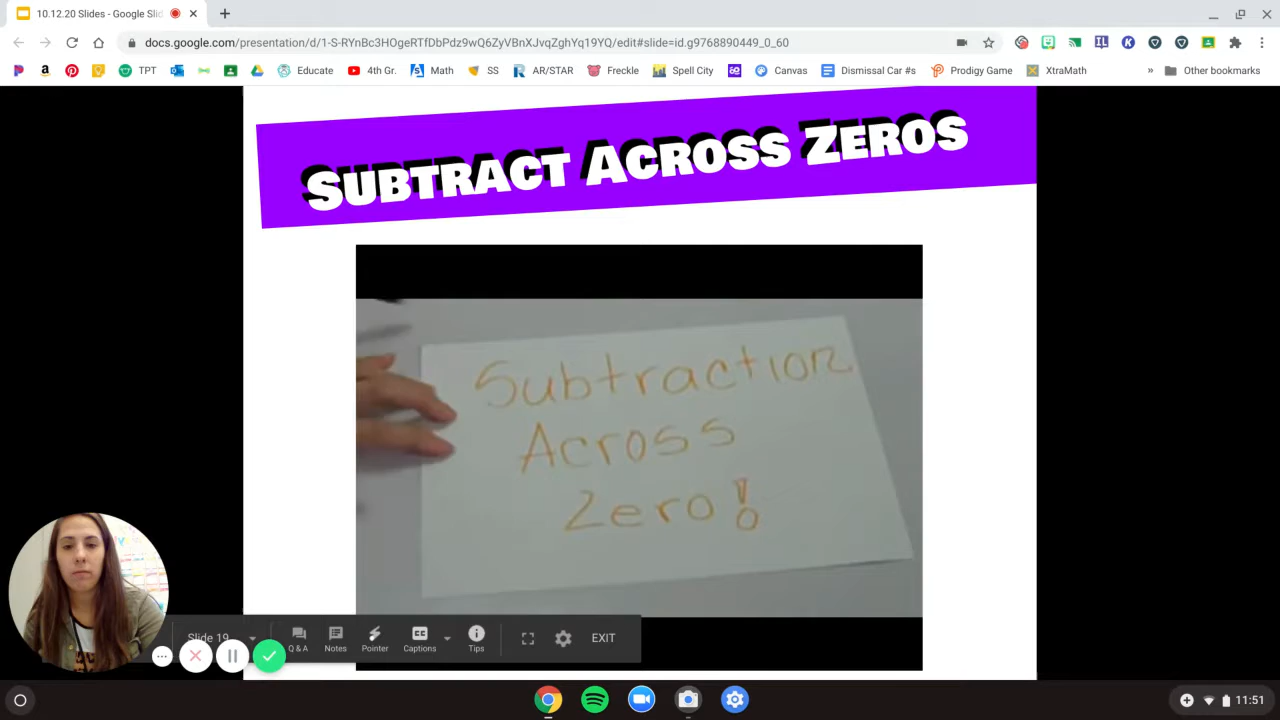 10.12.20 Slides - Google Slid
docs.google.com/presentation/d/1-S-RYnBc3HOgeRTfDbPdz9wQ6ZyVBnXJvqZghYq19YQ/edit#slide=id.g9768890449_0_60
TPT
Educate
4th Gr.
Math
SS
AR/STAR
Freckle
Spell City
Canvas
Dismissal Car #s
Prodigy Game
XtraMath
»
Other bookmarks
Subtract Across Zeros
Subtraction
Across
Zero!
Slide 19
Q & A
Notes
Pointer
Captions
Tips
EXIT
11:51